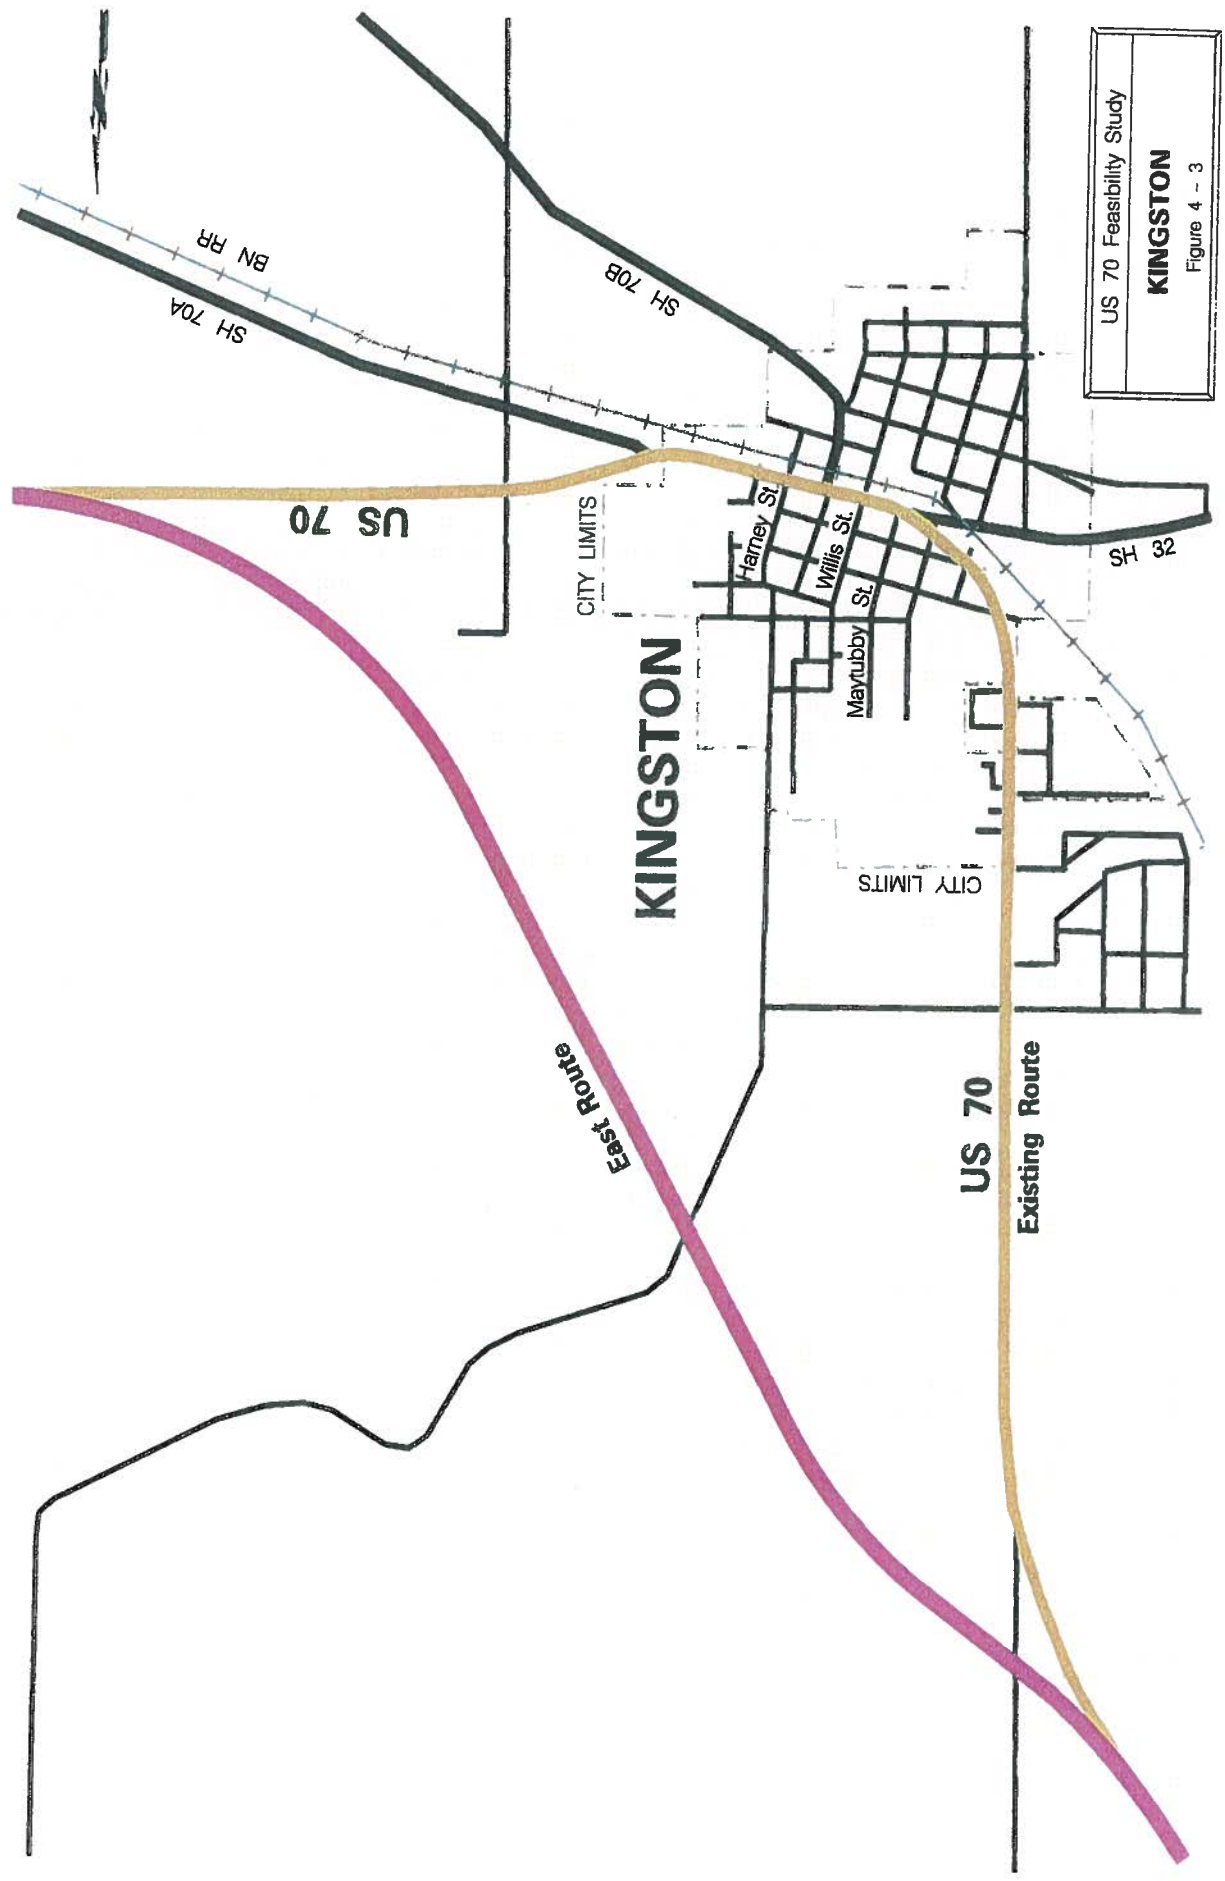 BN RR
SH 70A
SH 70B
US 70
CITY LIMITS
Harney St.
Willis St.
Maytubby St.
SH 32
KINGSTON
CITY LIMITS
East Route
US 70
Existing Route
US 70 Feasibility Study
KINGSTON
Figure 4 - 3